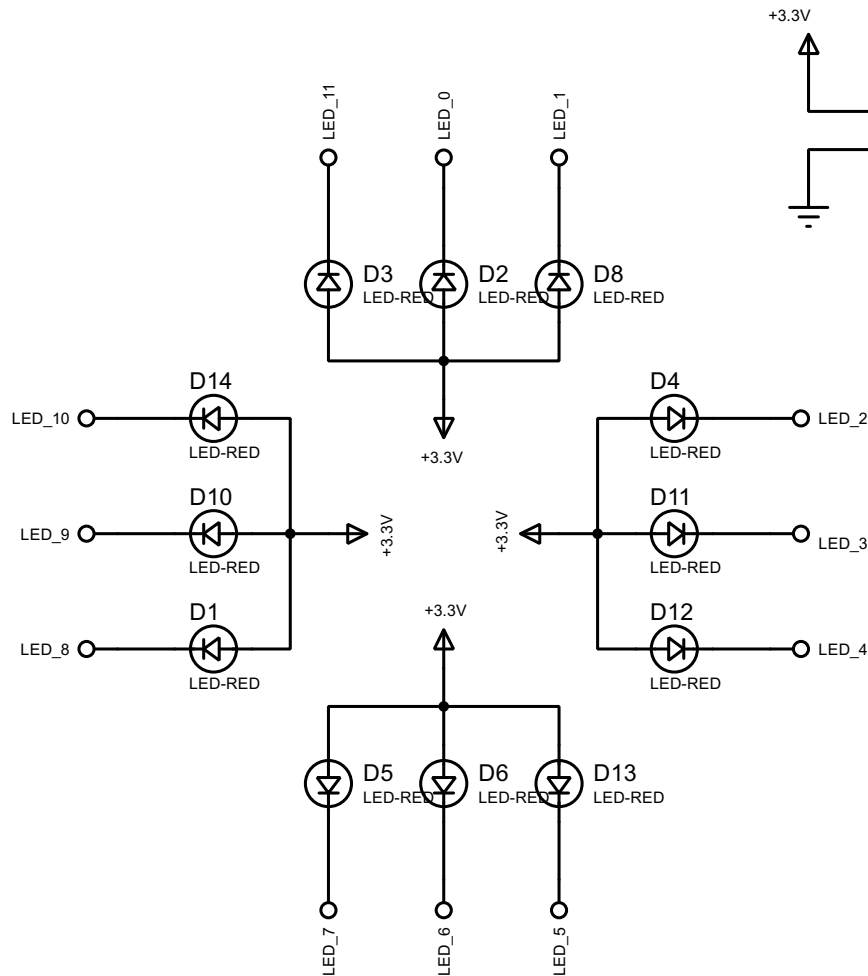 +3.3V
LED_11
LED_0
LED_1
D3
LED-RED
D2
LED-RED
D8
LED-RED
D14
LED_10
LED-RED
+3.3V
D4
LED_2
LED-RED
D10
LED_9
LED-RED
+3.3V
+3.3V
D11
LED_3
LED-RED
D1
LED_8
LED-RED
+3.3V
D12
LED_4
LED-RED
D5
LED-RED
D6
LED-RED
D13
LED-RED
LED_7
LED_6
LED_5